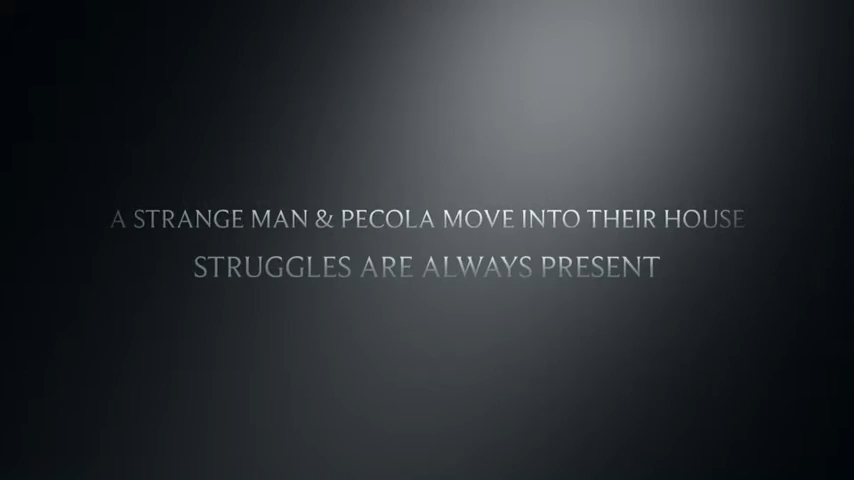 A STRANGE MAN & PECOLA MOVE INTO THEIR HOUSE
STRUGGLES ARE ALWAYS PRESENT